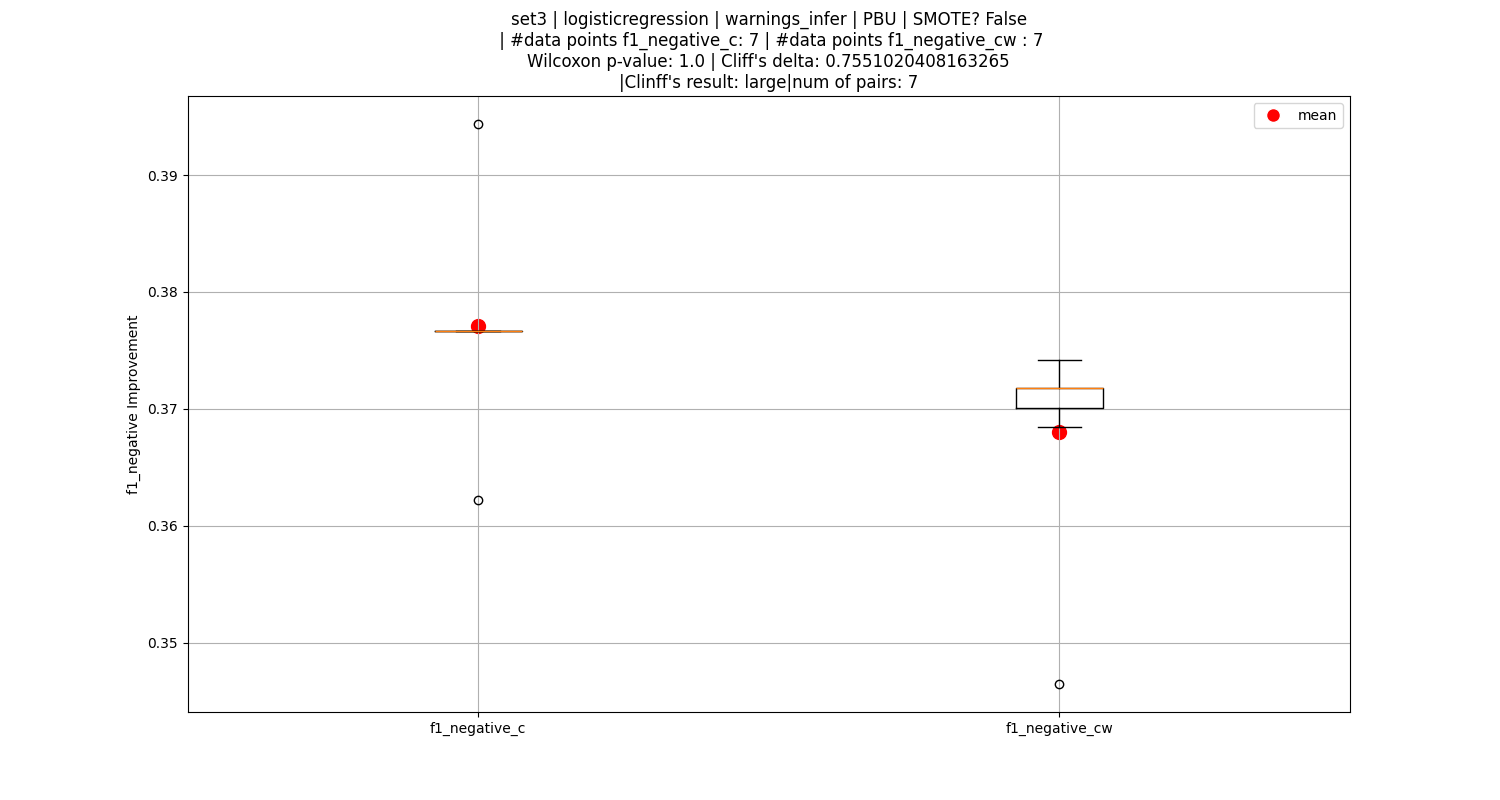 set3 | logisticregression | warnings_infer | PBU | SMOTE? False
| #data points f1_negative_c: 7 | #data points f1_negative_cw : 7
Wilcoxon p-value: 1.0 | Cliff's delta: 0.7551020408163265
|Clinff's result: large|num of pairs: 7
mean
0.39
0.38
0.37
0.36
0.35
f1_negative Improvement
f1_negative_c
f1_negative_cw